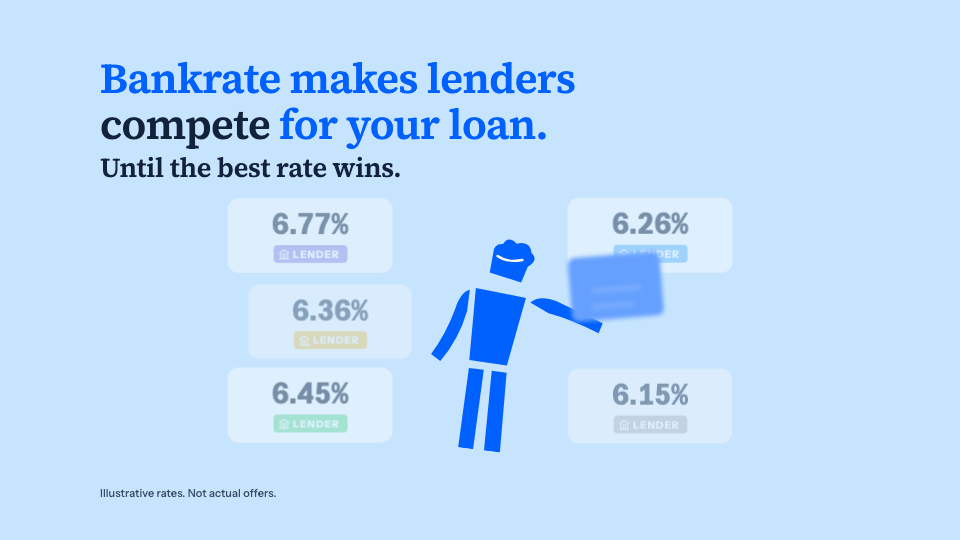 Bankrate makes lenders
compete for your loan.
Until the best rate wins.
6.77%
LENDER
6.26%
LENDER
6.36%
LENDER
6.45%
LENDER
6.15%
LENDER
Illustrative rates. Not actual offers.